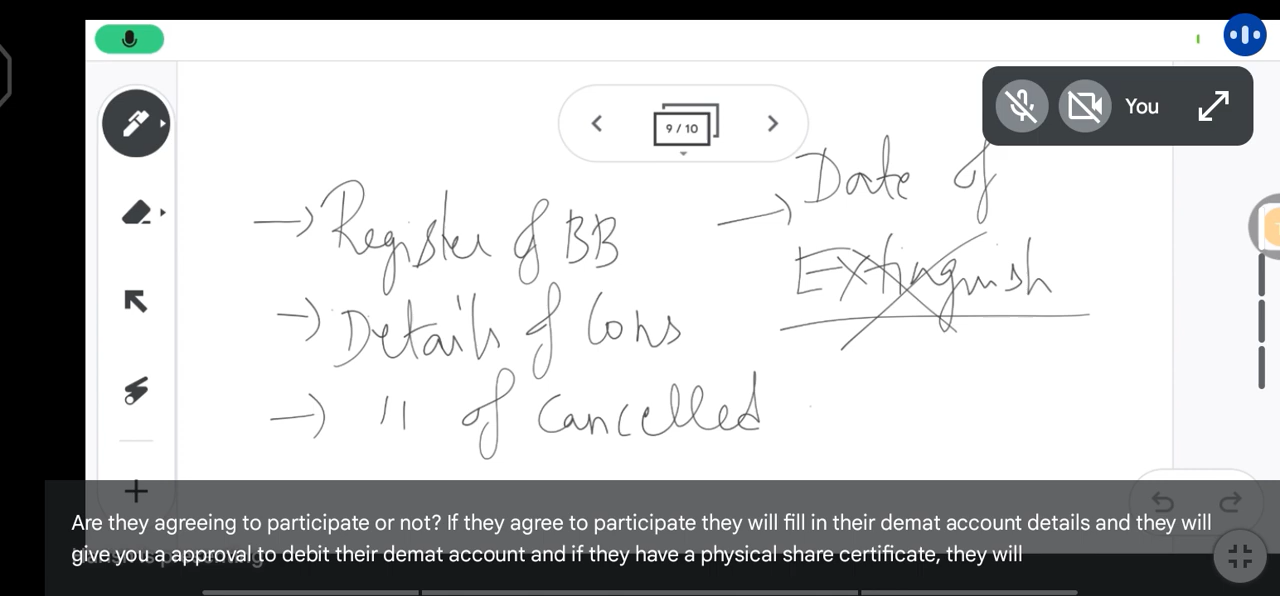 9 / 10
You
→ Register of BB
→ Details of Cons
→ 11 of cancelled
→ Date of
Extinguish
Are they agreeing to participate or not? If they agree to participate they will fill in their demat account details and they will
give you a approval to debit their demat account and if they have a physical share certificate, they will